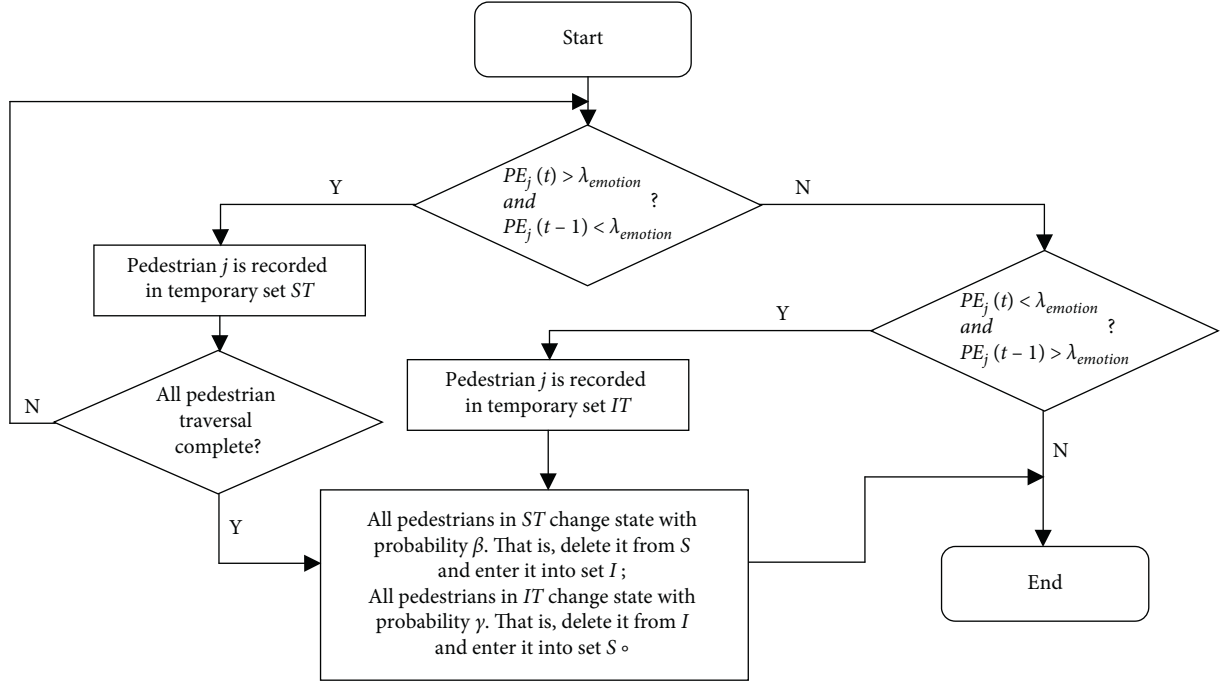 Start
PE_j (t) > λ_emotion
and ?
PE_j (t − 1) < λ_emotion
Y
N
Pedestrian j is recorded
in temporary set ST
PE_j (t) < λ_emotion
and ?
PE_j (t − 1) > λ_emotion
Y
Pedestrian j is recorded
in temporary set IT
All pedestrian
traversal
complete?
N
N
Y
All pedestrians in ST change state with
probability β. That is, delete it from S
and enter it into set I ;
All pedestrians in IT change state with
probability γ. That is, delete it from I
and enter it into set S ∘
End